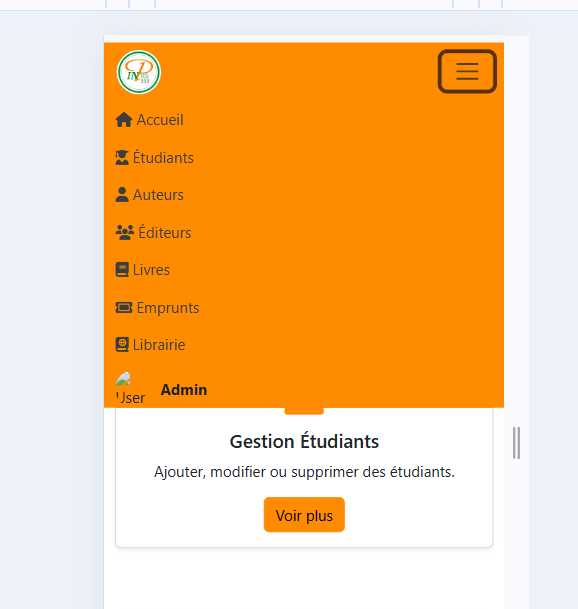 Accueil
Étudiants
Auteurs
Éditeurs
Livres
Emprunts
Librairie
User
Admin
Gestion Étudiants
Ajouter, modifier ou supprimer des étudiants.
Voir plus